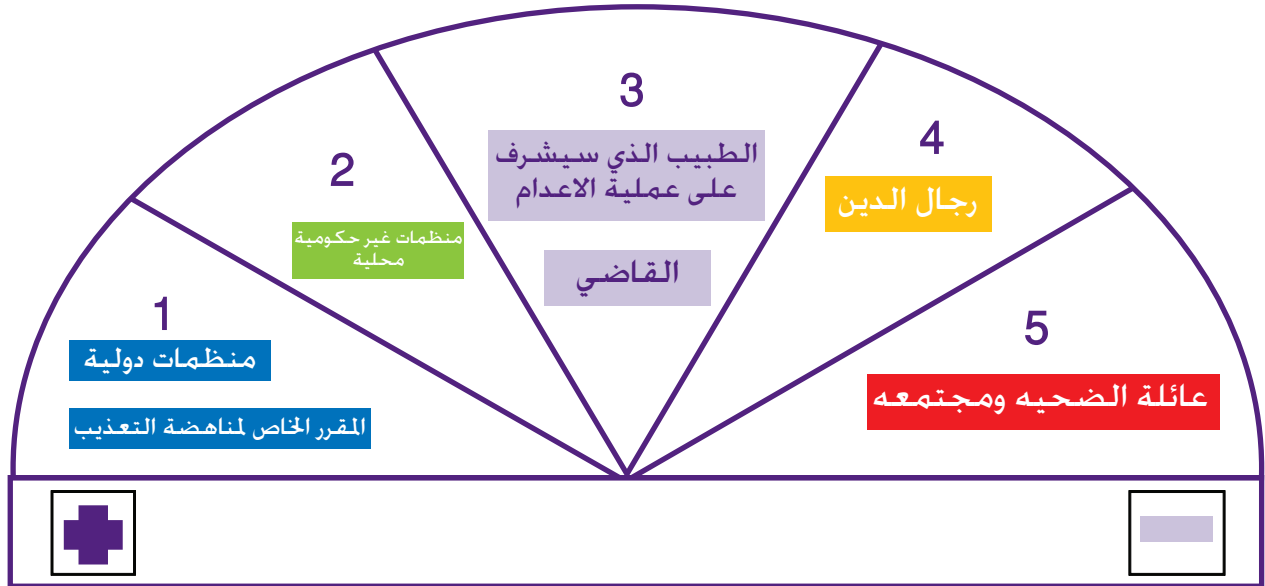 1
منظمات دولية
المقرر الخاص لمناهضة التعذيب
2
منظمات غير حكومية
محلية
3
الطبيب الذي سيشرف
على عملية الاعدام
القاضي
4
رجال الدين
5
عائلة الضحيه ومجتمعه